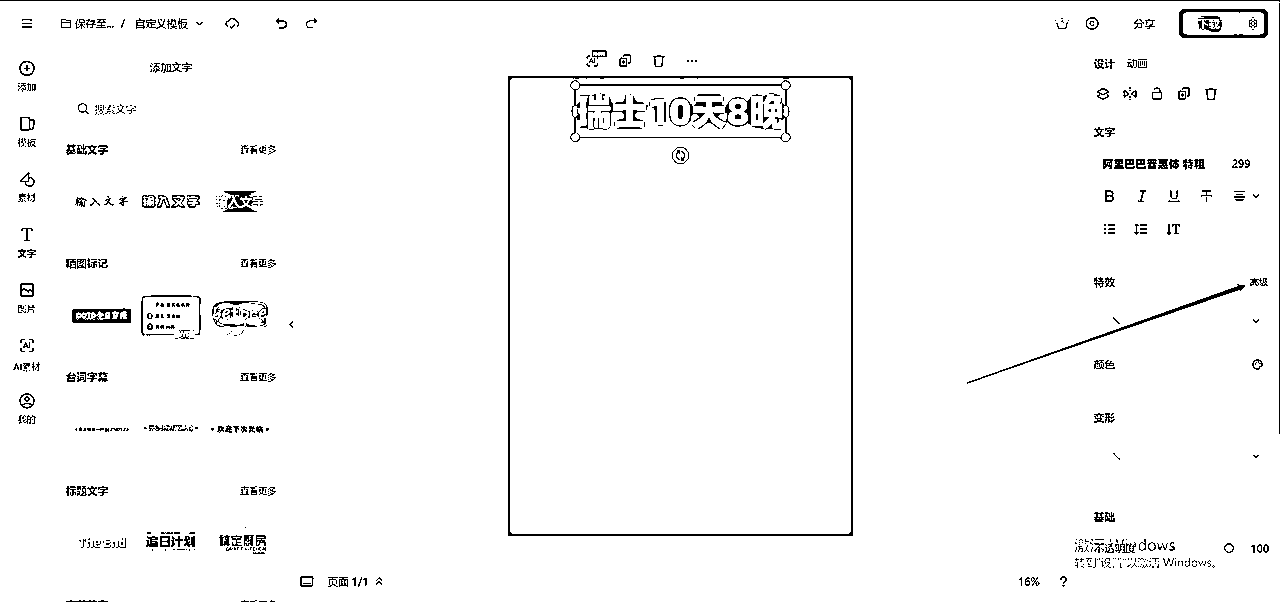 保存至... / 自定义模板
分享
下载
添加文字
设计 动画
添加
搜索文字
瑞士10天8晚
模板
文字
基础文字 查看更多
阿里巴巴普惠体 特粗 299
素材
输入文字 输入文字 输入文字
B I U T
文字
晒图标记 查看更多
特效 高级
图片
AI素材
颜色
台词字幕 查看更多
我的
变形
标题文字 查看更多
基础
The End 追日计划 搞定厨房
不透明度 100
激活 Windows
转到"设置"以激活 Windows。
页面 1/1
16% ?
查看更多